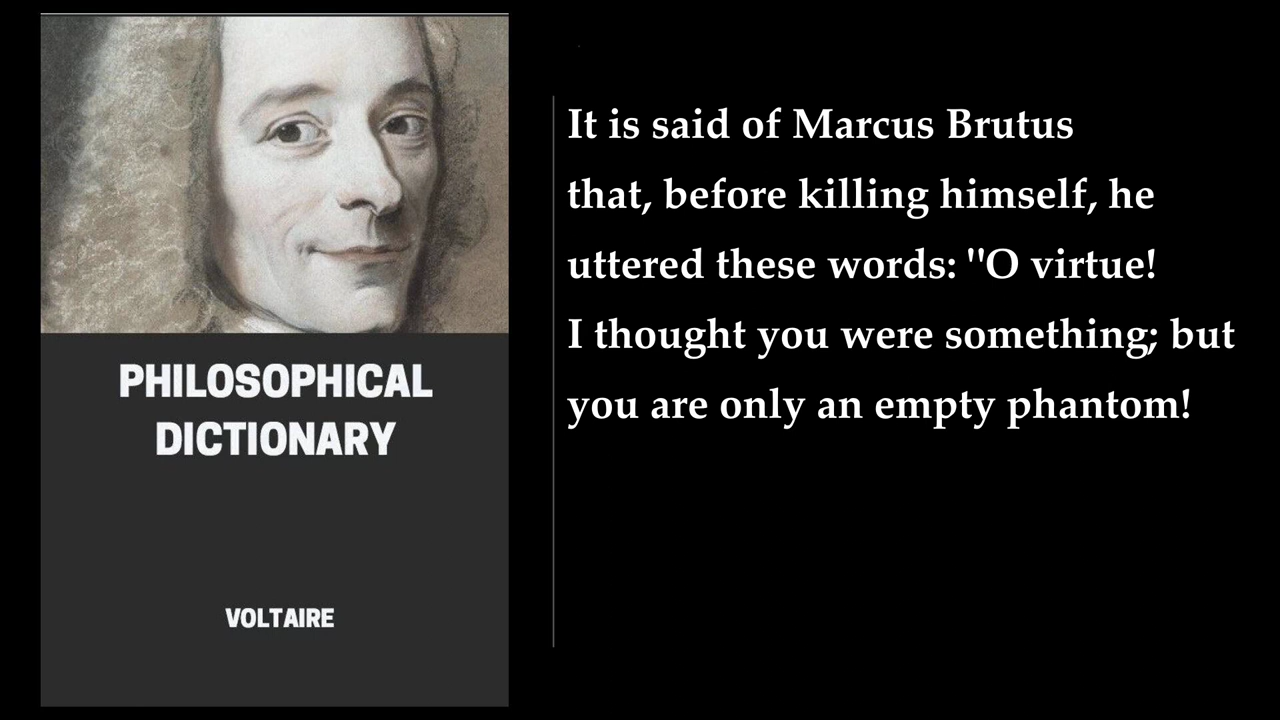 PHILOSOPHICAL
DICTIONARY
VOLTAIRE
It is said of Marcus Brutus
that, before killing himself, he
uttered these words: "O virtue!
I thought you were something; but
you are only an empty phantom!